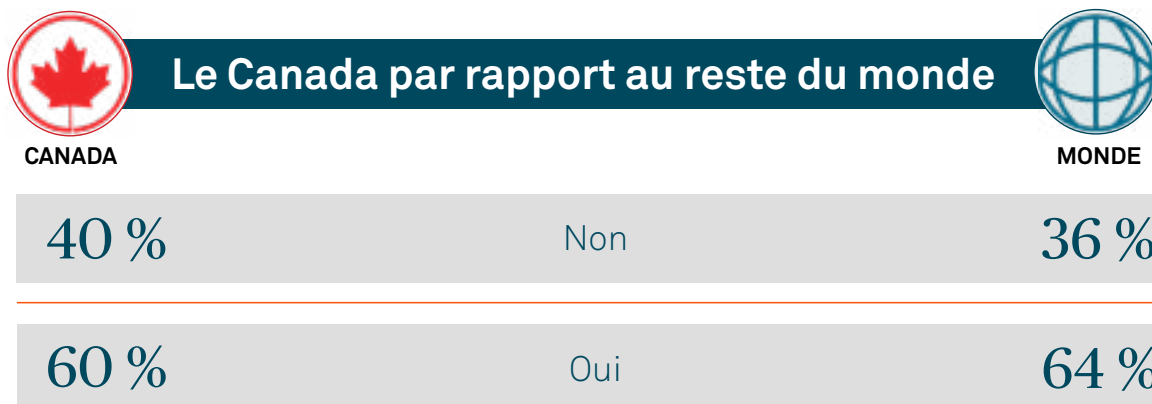 Le Canada par rapport au reste du monde
CANADA MONDE
40 % Non 36 %
60 % Oui 64 %